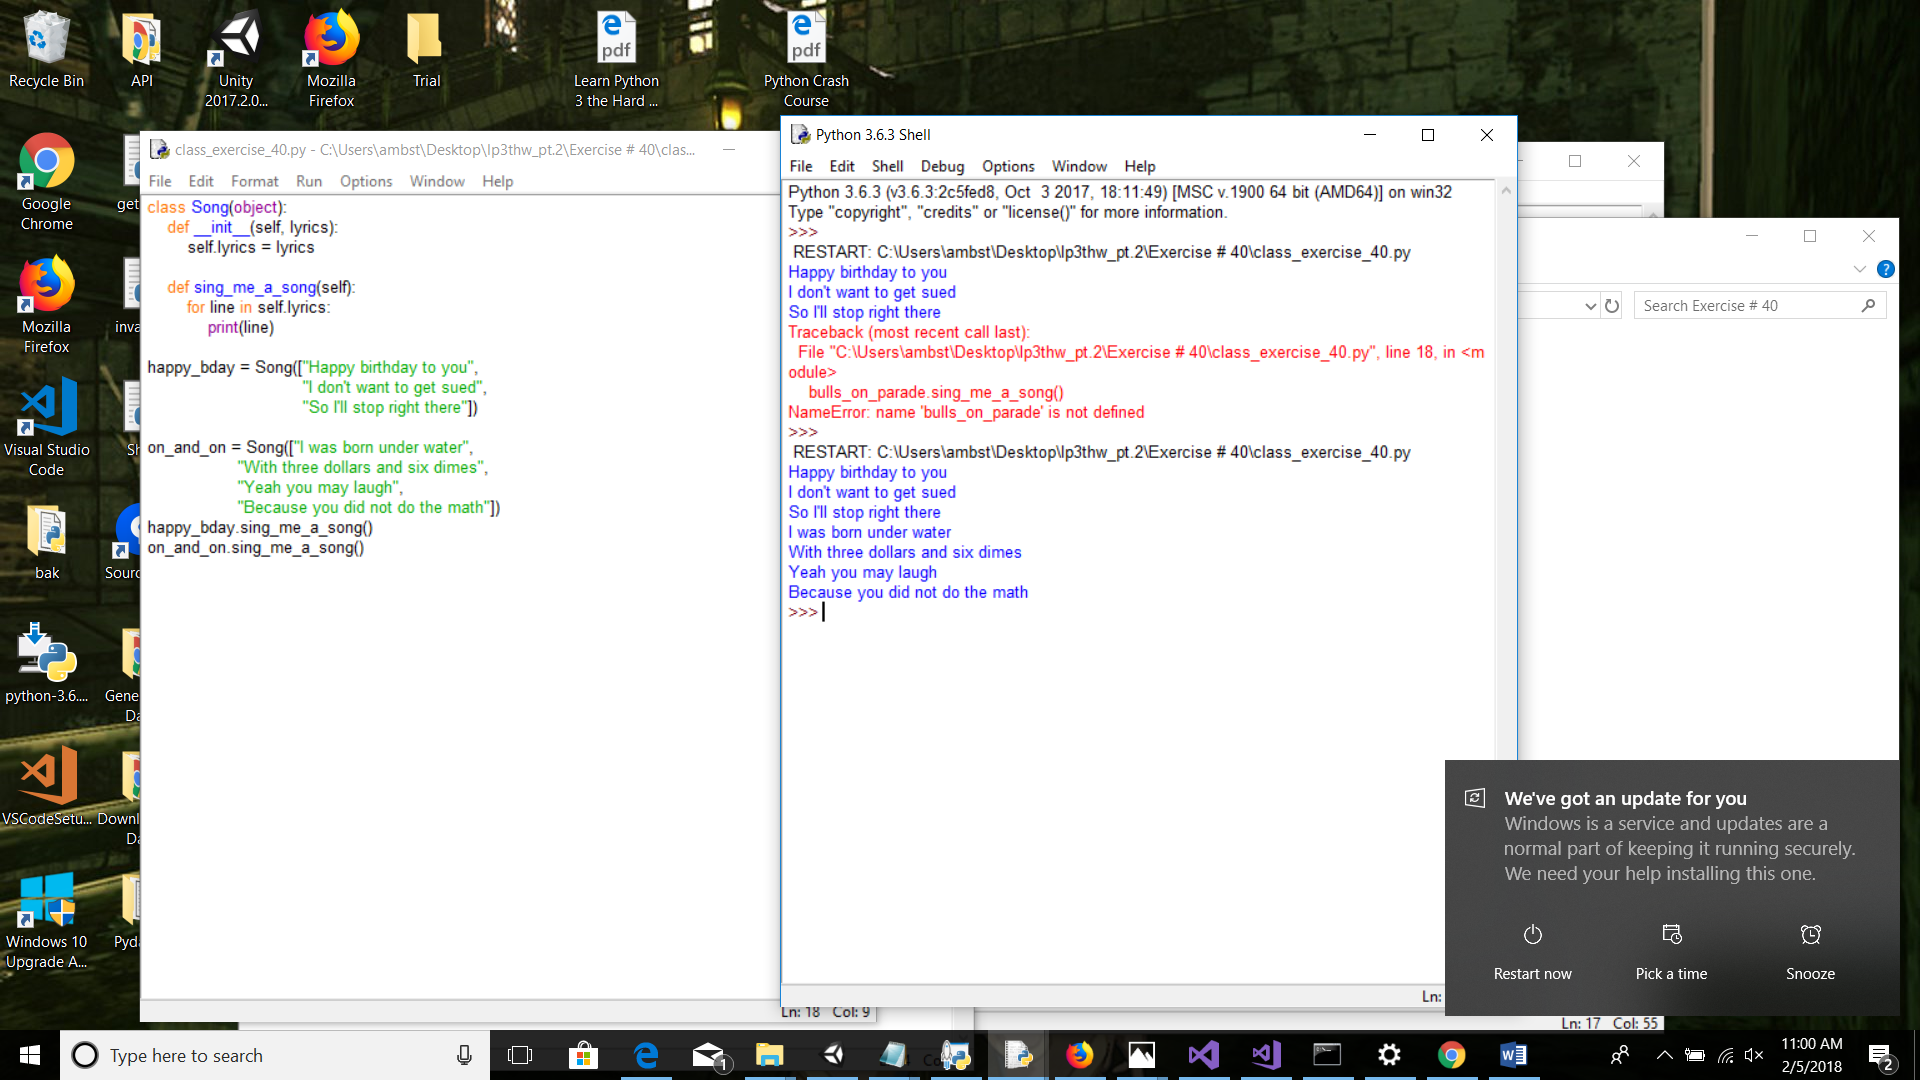 Recycle Bin
API
Unity
2017.2.0...
Mozilla
Firefox
Trial
pdf
Learn Python
3 the Hard ...
pdf
Python Crash
Course
Google
Chrome
get
Mozilla
Firefox
inva
Visual Studio
Code
Sh
bak
Sourc
python-3.6....
Gene
Da
VSCodeSetu...
Downl
Da
Windows 10
Upgrade A...
Pyda
class_exercise_40.py - C:\Users\ambst\Desktop\lp3thw_pt.2\Exercise # 40\clas...
File Edit Format Run Options Window Help
class Song(object):
def __init__(self, lyrics):
self.lyrics = lyrics
def sing_me_a_song(self):
for line in self.lyrics:
print(line)
happy_bday = Song(["Happy birthday to you",
"I don't want to get sued",
"So I'll stop right there"])
on_and_on = Song(["I was born under water",
"With three dollars and six dimes",
"Yeah you may laugh",
"Because you did not do the math"])
happy_bday.sing_me_a_song()
on_and_on.sing_me_a_song()
Ln: 18 Col: 9
Python 3.6.3 Shell
File Edit Shell Debug Options Window Help
Python 3.6.3 (v3.6.3:2c5fed8, Oct 3 2017, 18:11:49) [MSC v.1900 64 bit (AMD64)] on win32
Type "copyright", "credits" or "license()" for more information.
>>>
RESTART: C:\Users\ambst\Desktop\lp3thw_pt.2\Exercise # 40\class_exercise_40.py
Happy birthday to you
I don't want to get sued
So I'll stop right there
Traceback (most recent call last):
File "C:\Users\ambst\Desktop\lp3thw_pt.2\Exercise # 40\class_exercise_40.py", line 18, in <m
odule>
bulls_on_parade.sing_me_a_song()
NameError: name 'bulls_on_parade' is not defined
>>>
RESTART: C:\Users\ambst\Desktop\lp3thw_pt.2\Exercise # 40\class_exercise_40.py
Happy birthday to you
I don't want to get sued
So I'll stop right there
I was born under water
With three dollars and six dimes
Yeah you may laugh
Because you did not do the math
>>>
Ln:
Search Exercise # 40
We've got an update for you
Windows is a service and updates are a
normal part of keeping it running securely.
We need your help installing this one.
Restart now Pick a time Snooze
Ln: 17 Col: 55
Type here to search
1
11:00 AM
2/5/2018
2